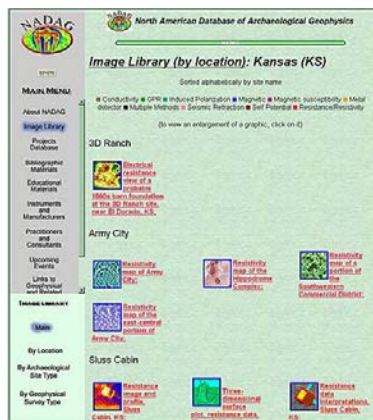 NADAG
North American Database of Archaeological Geophysics
MAIN MENU:
About NADAG
Image Library
Projects
Database
Bibliographic
Materials
Educational
Materials
Instruments
and
Manufacturers
Practitioners
and
Consultants
Upcoming
Events
Links to
Geophysical
and Related
IMAGE LIBRARY
Main
By Location
By Archaeological
Site Type
By Geophysical
Survey Type
NADAG
Image Library (by location): Kansas (KS)
Sorted alphabetically by site name
Conductivity GPR Induced Polarization Magnetic Magnetic susceptibility Metal
detector Multiple Methods Seismic Refraction Self Potential Resistance/Resistivity
(to view an enlargement of a graphic, click on it)
3D Ranch
Electrical
resistance
view of a
probable
1860s barn foundation
at the 3D Ranch site,
near El Dorado, KS.
Army City
Resistivity
map of Army
City;
Resistivity
map of the
Hippodrome
Complex;
Resistivity
map of a
portion of
the
Southwestern
Commercial District;
Resistivity
map of the
east-central
portion of
Army City.
Sluss Cabin
Resistance
image and
profile,
Sluss
Cabin, KS;
Three-
dimensional
surface
plot, resistance data,
Resistance
data
interpretations,
Sluss Cabin,
KS;